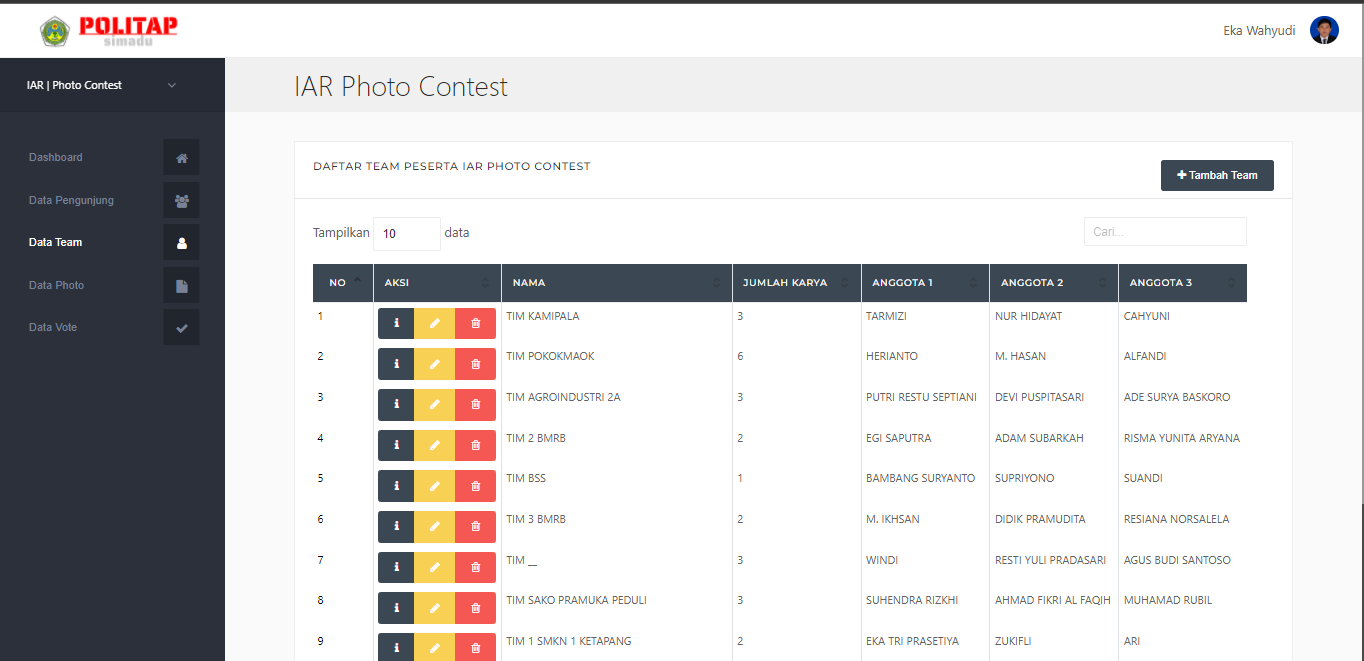 POLITAP
simadu
Eka Wahyudi
IAR | Photo Contest
IAR Photo Contest
Dashboard
Data Pengunjung
Data Team
Data Photo
Data Vote
DAFTAR TEAM PESERTA IAR PHOTO CONTEST
Tambah Team
Tampilkan 10 data
Cari...
NO AKSI NAMA JUMLAH KARYA ANGGOTA 1 ANGGOTA 2 ANGGOTA 3
1 TIM KAMIPALA 3 TARMIZI NUR HIDAYAT CAHYUNI
2 TIM POKOKMAOK 6 HERIANTO M. HASAN ALFANDI
3 TIM AGROINDUSTRI 2A 3 PUTRI RESTU SEPTIANI DEVI PUSPITASARI ADE SURYA BASKORO
4 TIM 2 BMRB 2 EGI SAPUTRA ADAM SUBARKAH RISMA YUNITA ARYANA
5 TIM BSS 1 BAMBANG SURYANTO SUPRIYONO SUANDI
6 TIM 3 BMRB 2 M. IKHSAN DIDIK PRAMUDITA RESIANA NORSALELA
7 TIM __ 3 WINDI RESTI YULI PRADASARI AGUS BUDI SANTOSO
8 TIM SAKO PRAMUKA PEDULI 3 SUHENDRA RIZKHI AHMAD FIKRI AL FAQIH MUHAMAD RUBIL
9 TIM 1 SMKN 1 KETAPANG 2 EKA TRI PRASETIYA ZUKIFLI ARI